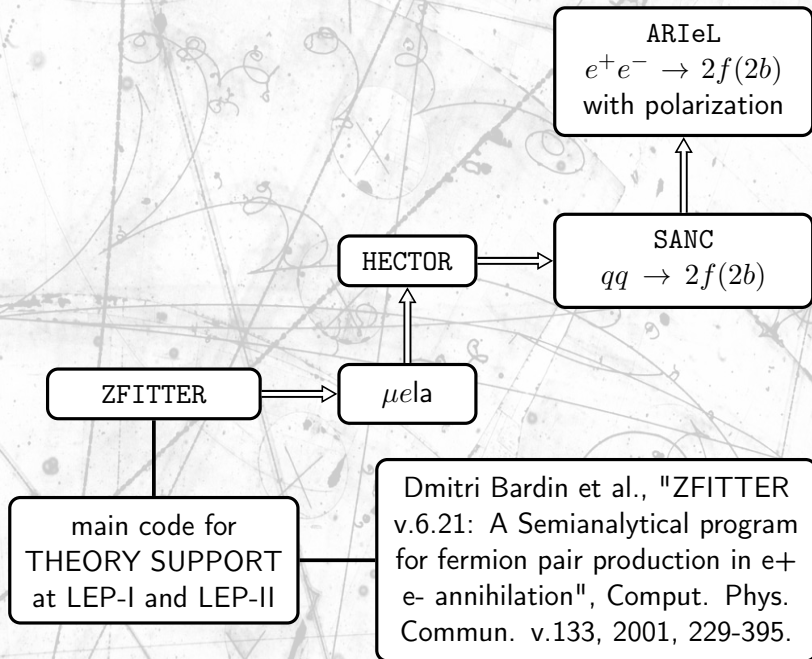 ARIeL
e⁺e⁻ → 2f(2b)
with polarization
HECTOR
SANC
qq → 2f(2b)
ZFITTER
μela
main code for
THEORY SUPPORT
at LEP-I and LEP-II
Dmitri Bardin et al., "ZFITTER
v.6.21: A Semianalytical program
for fermion pair production in e+
e- annihilation", Comput. Phys.
Commun. v.133, 2001, 229-395.